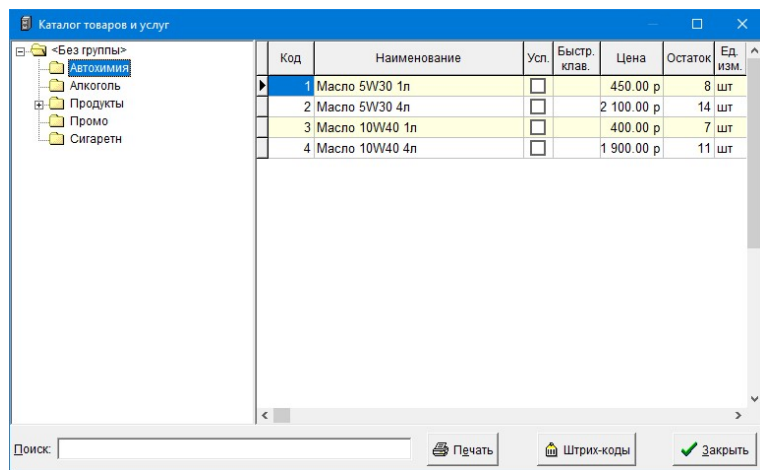 Каталог товаров и услуг
<Без группы>
Автохимия
Алкоголь
Продукты
Промо
Сигаретн
Код Наименование Усл. Быстр. клав. Цена Остаток Ед. изм.
1 Масло 5W30 1л 450.00 р 8 шт
2 Масло 5W30 4л 2 100.00 р 14 шт
3 Масло 10W40 1л 400.00 р 7 шт
4 Масло 10W40 4л 1 900.00 р 11 шт
Поиск: Печать Штрих-коды Закрыть